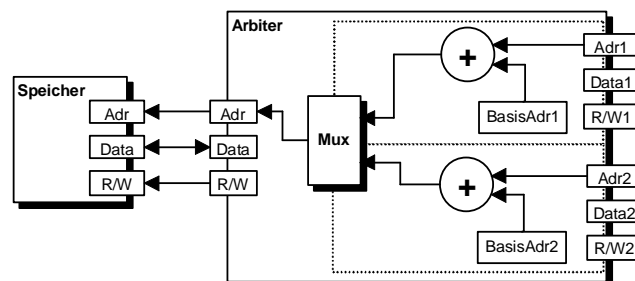 Arbiter
Speicher
Adr
Data
R/W
Adr
Data
R/W
Mux
+
BasisAdr1
Adr1
Data1
R/W1
+
BasisAdr2
Adr2
Data2
R/W2